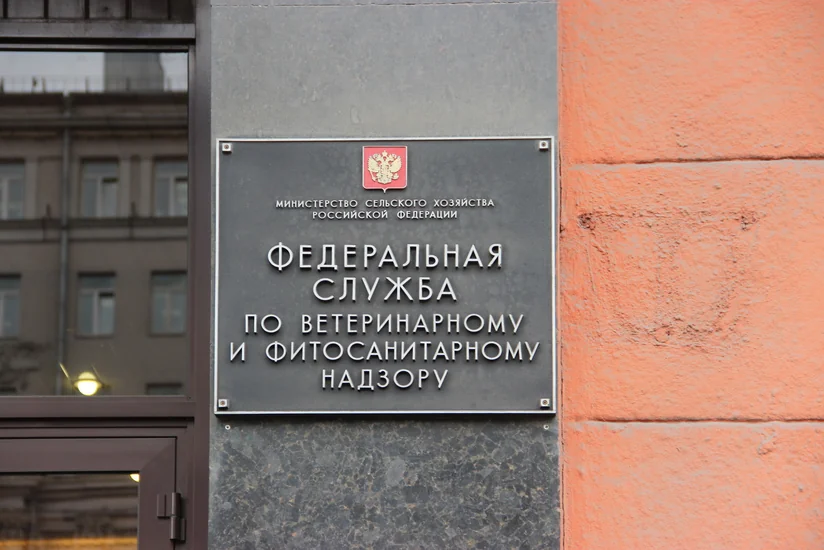 МИНИСТЕРСТВО СЕЛЬСКОГО ХОЗЯЙСТВА
РОССИЙСКОЙ ФЕДЕРАЦИИ
ФЕДЕРАЛЬНАЯ
СЛУЖБА
ПО ВЕТЕРИНАРНОМУ
И ФИТОСАНИТАРНОМУ
НАДЗОРУ